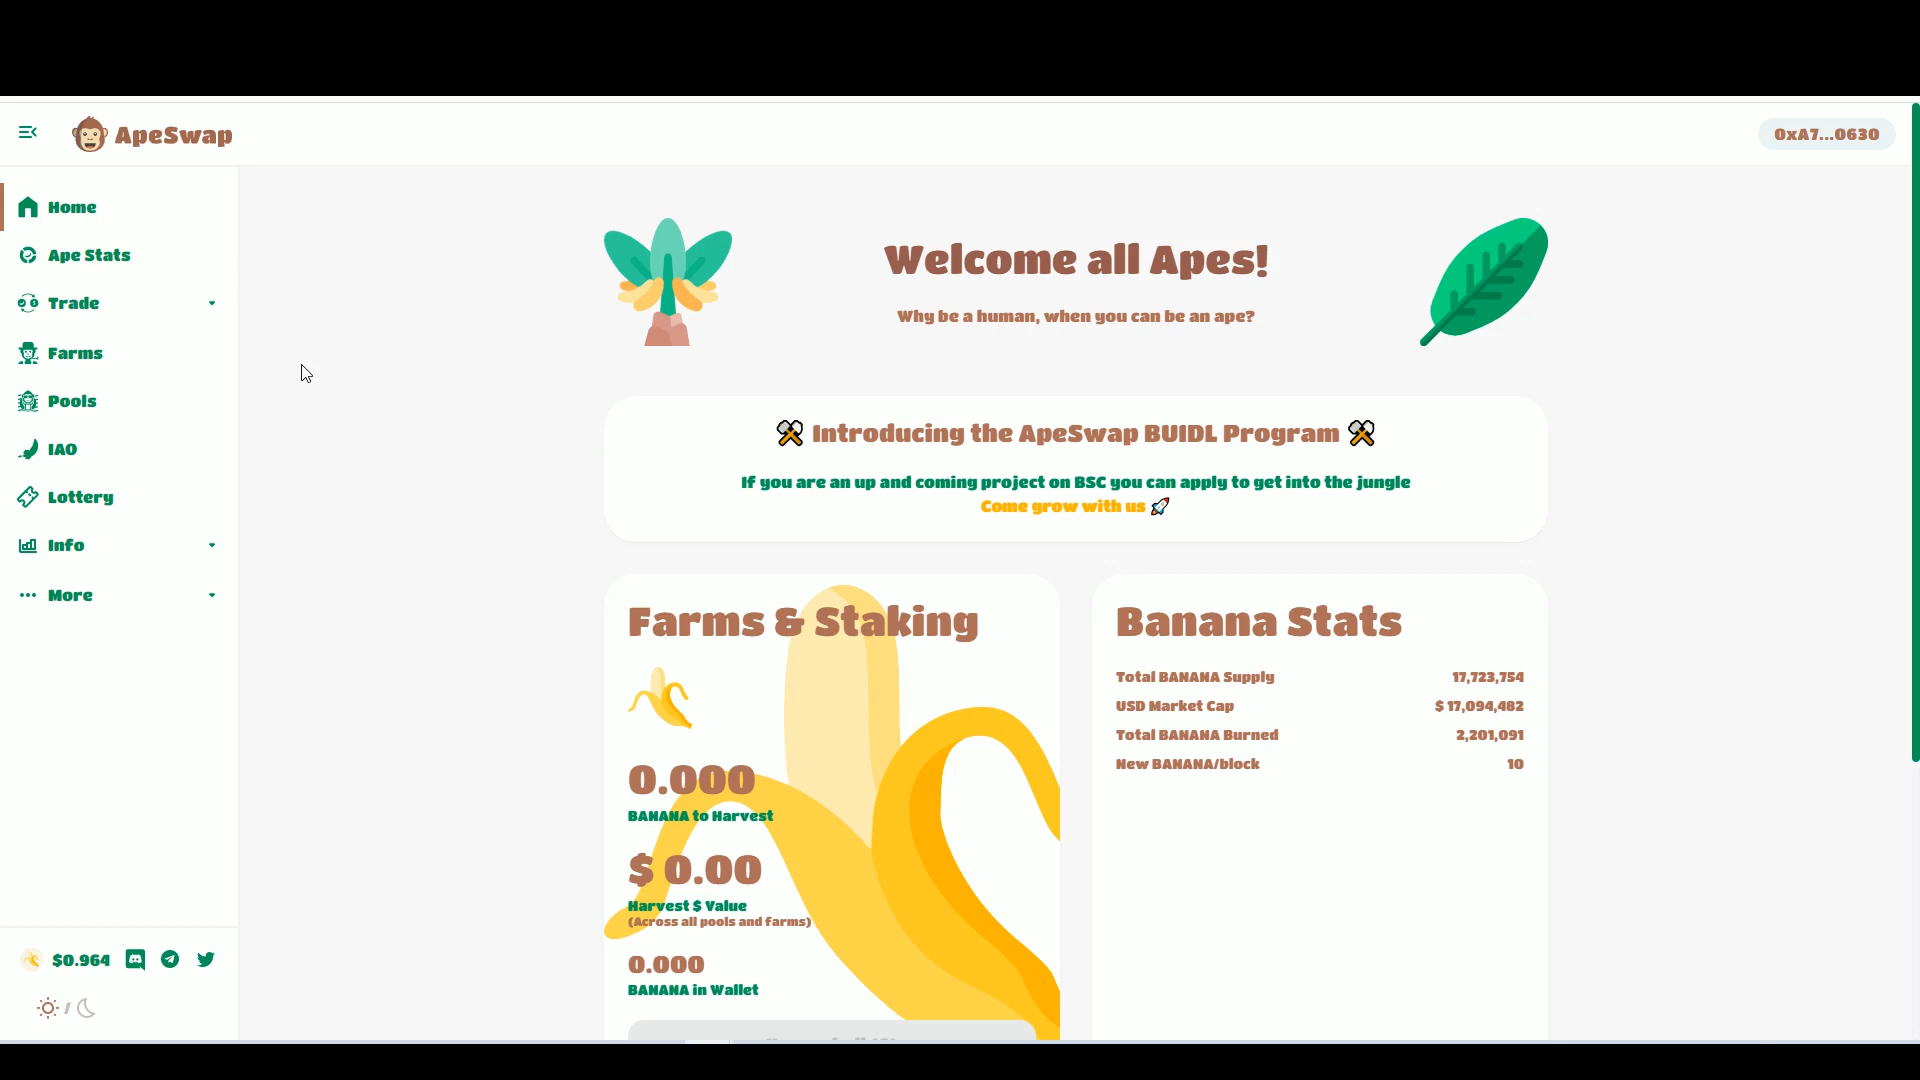 ApeSwap
0xA7...0630
Home
Ape Stats
Trade
Farms
Pools
IAO
Lottery
Info
More
$0.964
/
Welcome all Apes!
Why be a human, when you can be an ape?
Introducing the ApeSwap BUIDL Program
If you are an up and coming project on BSC you can apply to get into the jungle
Come grow with us
Farms & Staking
0.000
BANANA to Harvest
$ 0.00
Harvest $ Value
(Across all pools and farms)
0.000
BANANA in Wallet
Banana Stats
Total BANANA Supply 17,723,754
USD Market Cap $ 17,094,482
Total BANANA Burned 2,201,091
New BANANA/block 10